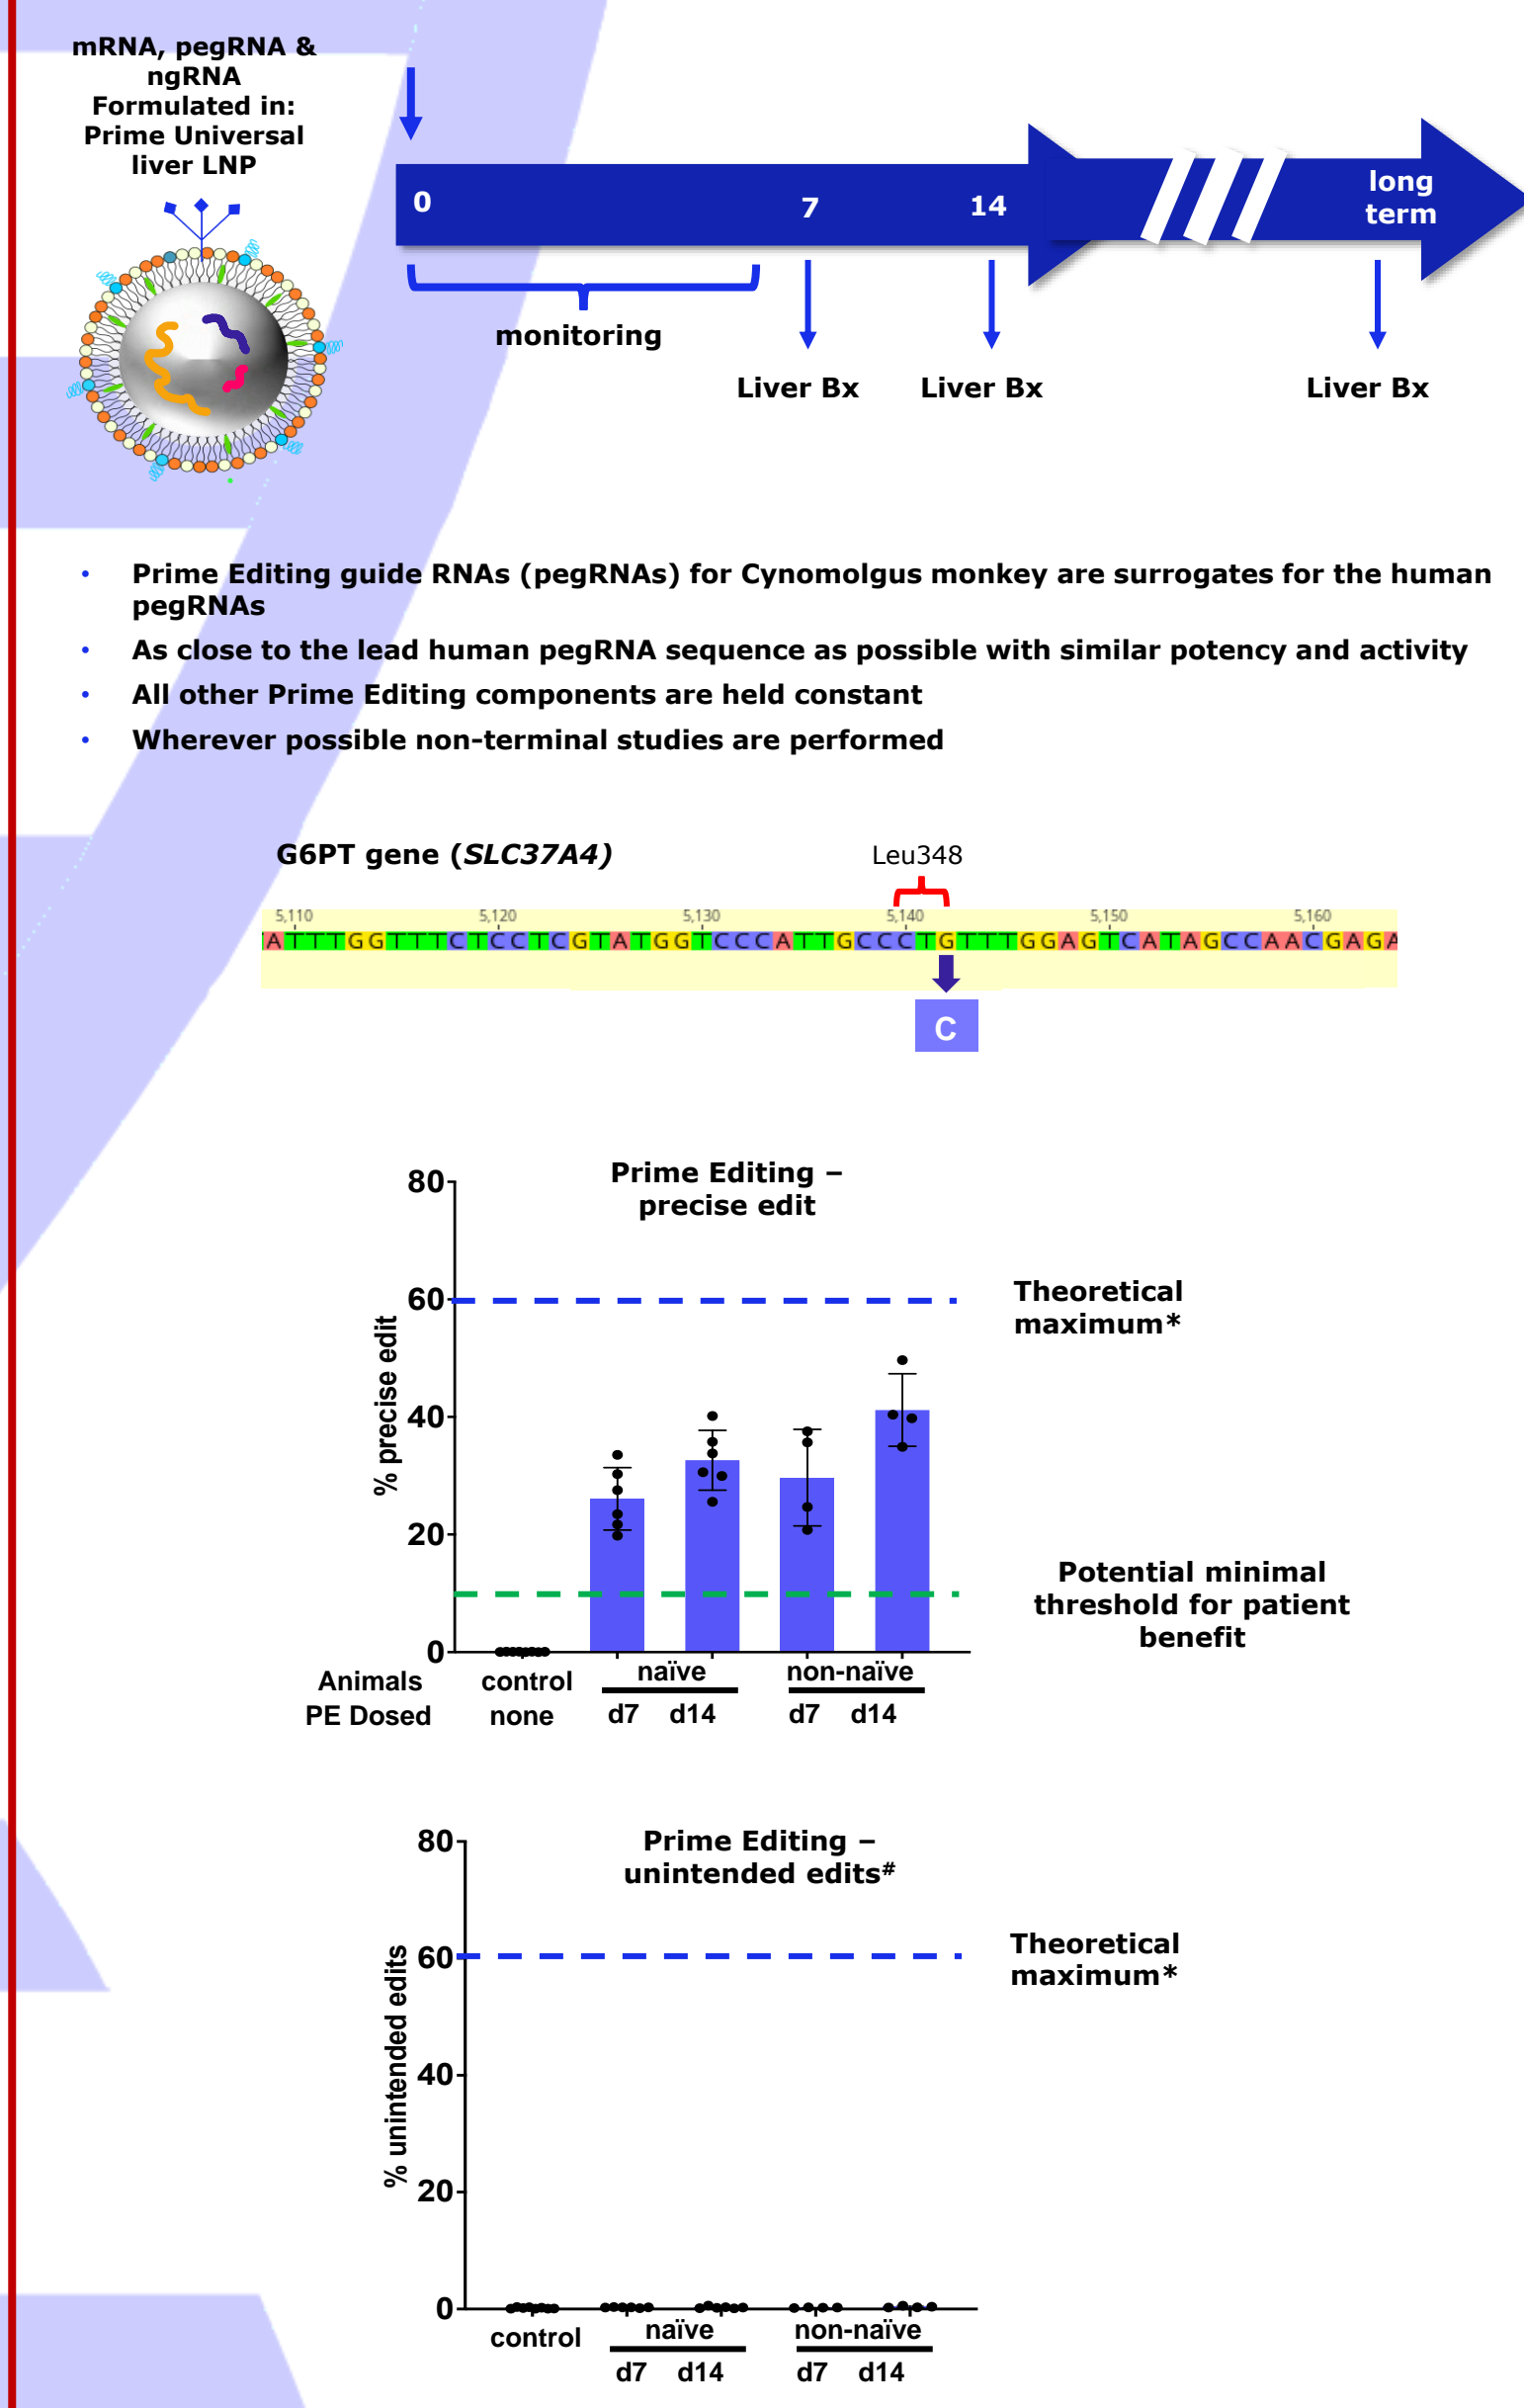 mRNA, pegRNA &
ngRNA
Formulated in:
Prime Universal
liver LNP
0
7
14
long
term
monitoring
Liver Bx
Liver Bx
Liver Bx
• Prime Editing guide RNAs (pegRNAs) for Cynomolgus monkey are surrogates for the human
pegRNAs
• As close to the lead human pegRNA sequence as possible with similar potency and activity
• All other Prime Editing components are held constant
• Wherever possible non-terminal studies are performed
G6PT gene (SLC37A4)
Leu348
5,110 5,120 5,130 5,140 5,150 5,160
ATTTGGTTTCTCCTCGTATGGTCCCATTGCCCTGTTTGGAGTCATAGCCAACGAGA
C
Prime Editing –
precise edit
% precise edit
80
60
40
20
0
Theoretical
maximum*
Potential minimal
threshold for patient
benefit
Animals control naïve non-naïve
PE Dosed none d7 d14 d7 d14
Prime Editing –
unintended edits#
% unintended edits
80
60
40
20
0
Theoretical
maximum*
control naïve non-naïve
d7 d14 d7 d14